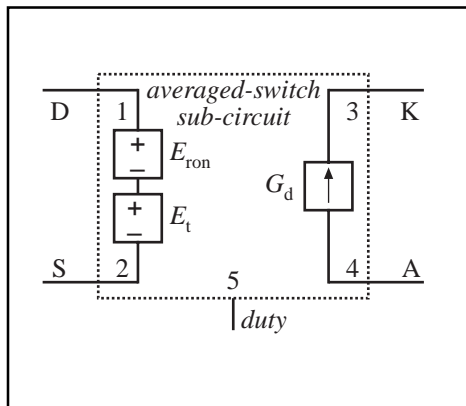 averaged-switch
sub-circuit
D 1 3 K
+
−
E_ron
+
−
E_t
G_d
S 2 4 A
5
duty